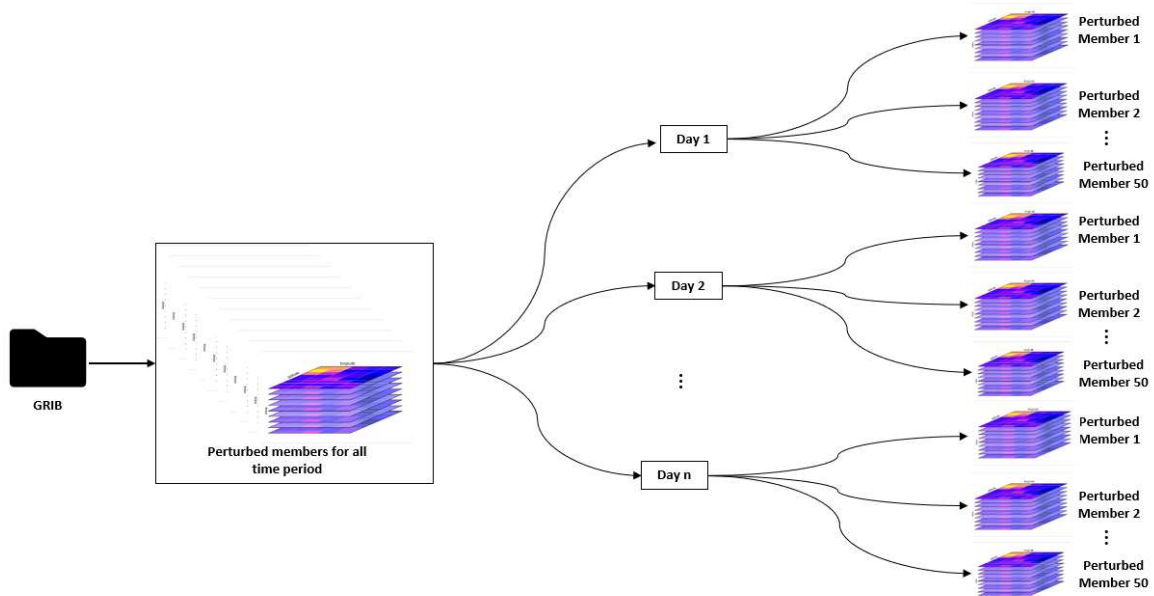 GRIB
Perturbed members for all
time period
Day 1
Perturbed
Member 1
Perturbed
Member 2
Perturbed
Member 50
Day 2
Perturbed
Member 1
Perturbed
Member 2
Perturbed
Member 50
Day n
Perturbed
Member 1
Perturbed
Member 2
Perturbed
Member 50